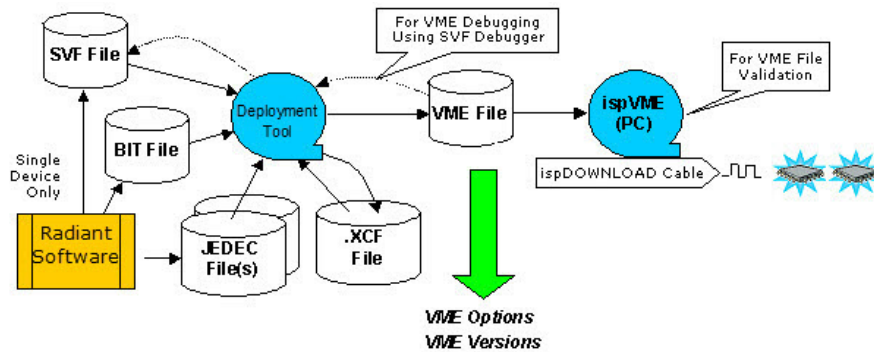 SVF File
For VME Debugging
Using SVF Debugger
For VME File
Validation
Deployment
Tool
VME File
ispVME
(PC)
BIT File
Single
Device
Only
ispDOWNLOAD Cable
Radiant
Software
JEDEC
File(s)
.XCF
File
VME Options
VME Versions